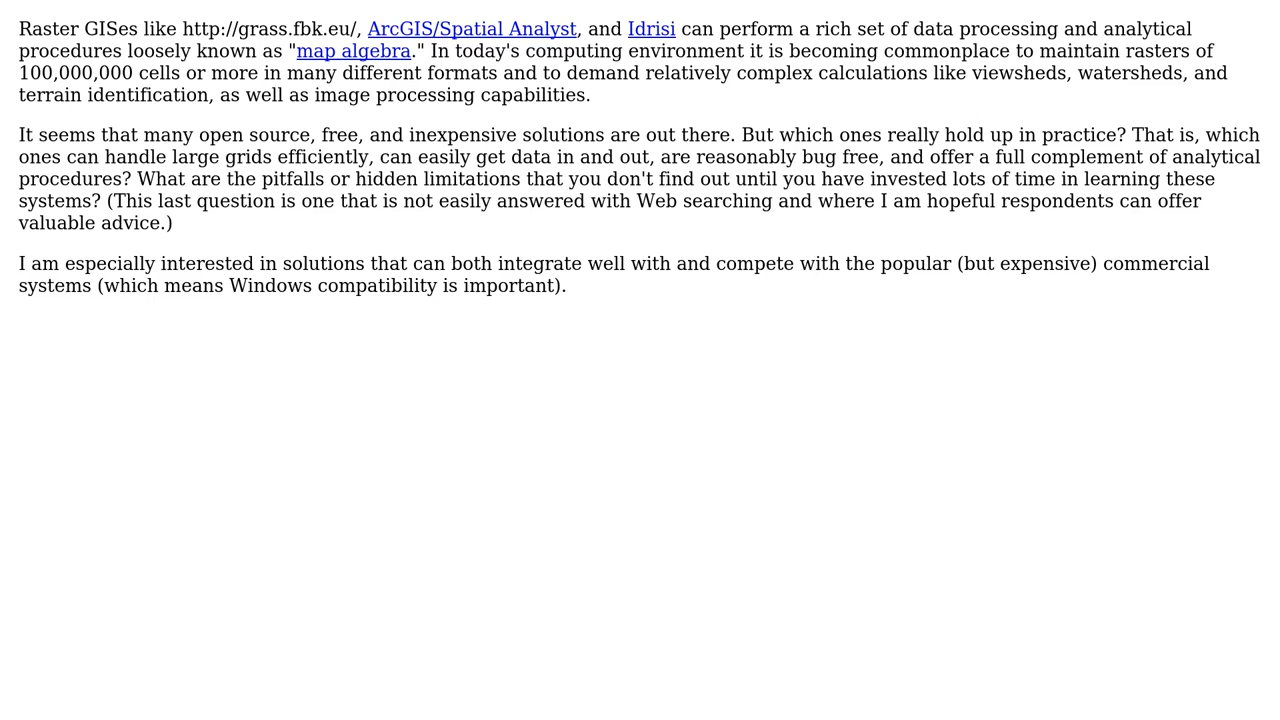 Raster GISes like http://grass.fbk.eu/, ArcGIS/Spatial Analyst, and Idrisi can perform a rich set of data processing and analytical
procedures loosely known as "map algebra." In today's computing environment it is becoming commonplace to maintain rasters of
100,000,000 cells or more in many different formats and to demand relatively complex calculations like viewsheds, watersheds, and
terrain identification, as well as image processing capabilities.
It seems that many open source, free, and inexpensive solutions are out there. But which ones really hold up in practice? That is, which
ones can handle large grids efficiently, can easily get data in and out, are reasonably bug free, and offer a full complement of analytical
procedures? What are the pitfalls or hidden limitations that you don't find out until you have invested lots of time in learning these
systems? (This last question is one that is not easily answered with Web searching and where I am hopeful respondents can offer
valuable advice.)
I am especially interested in solutions that can both integrate well with and compete with the popular (but expensive) commercial
systems (which means Windows compatibility is important).